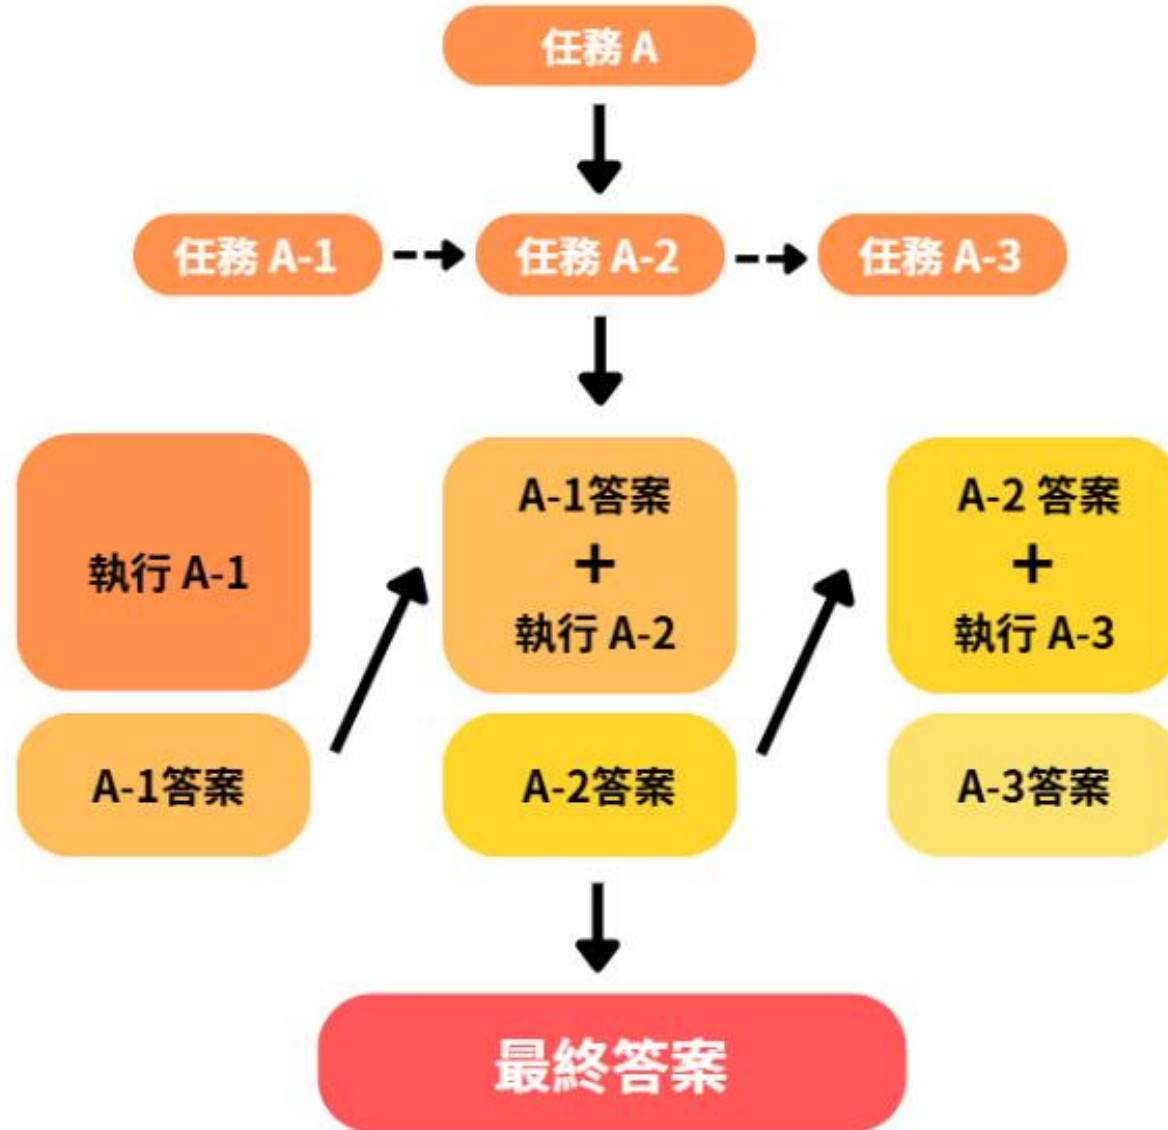 任務 A
任務 A-1
任務 A-2
任務 A-3
執行 A-1
A-1答案
A-1答案
+
執行 A-2
A-2答案
A-2 答案
+
執行 A-3
A-3答案
最終答案